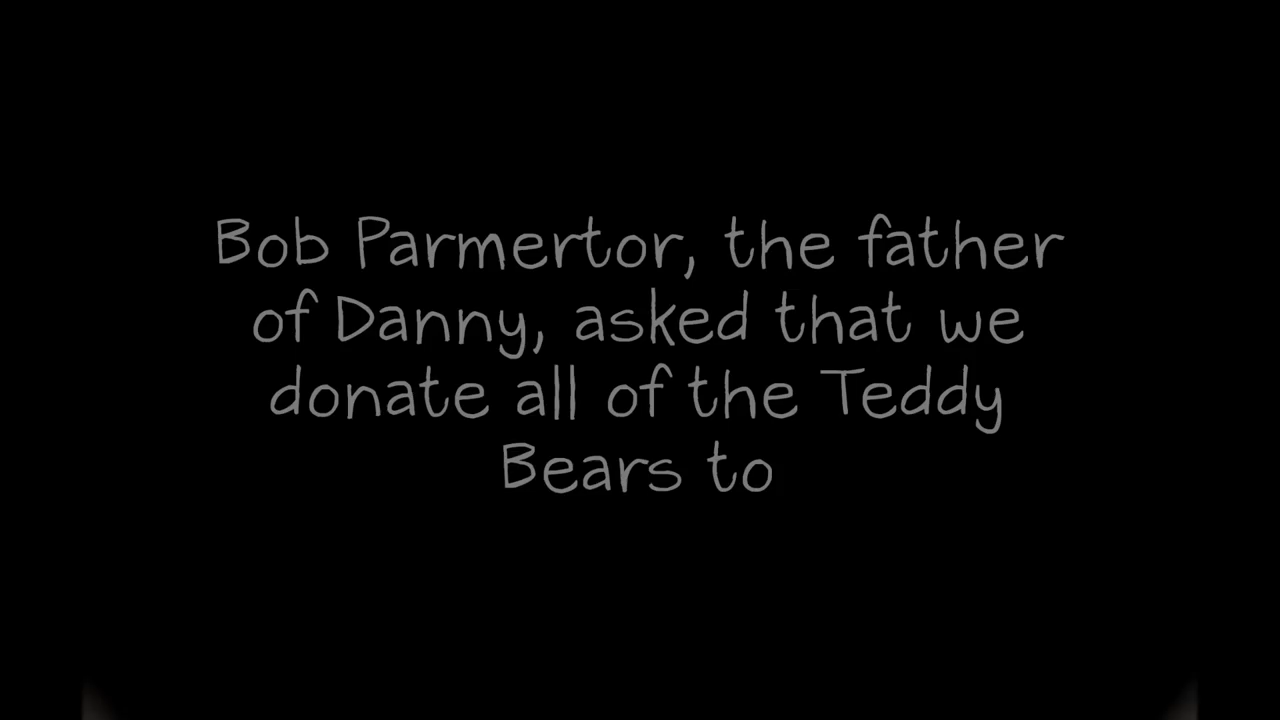 Bob Parmertor, the father
of Danny, asked that we
donate all of the Teddy
Bears to